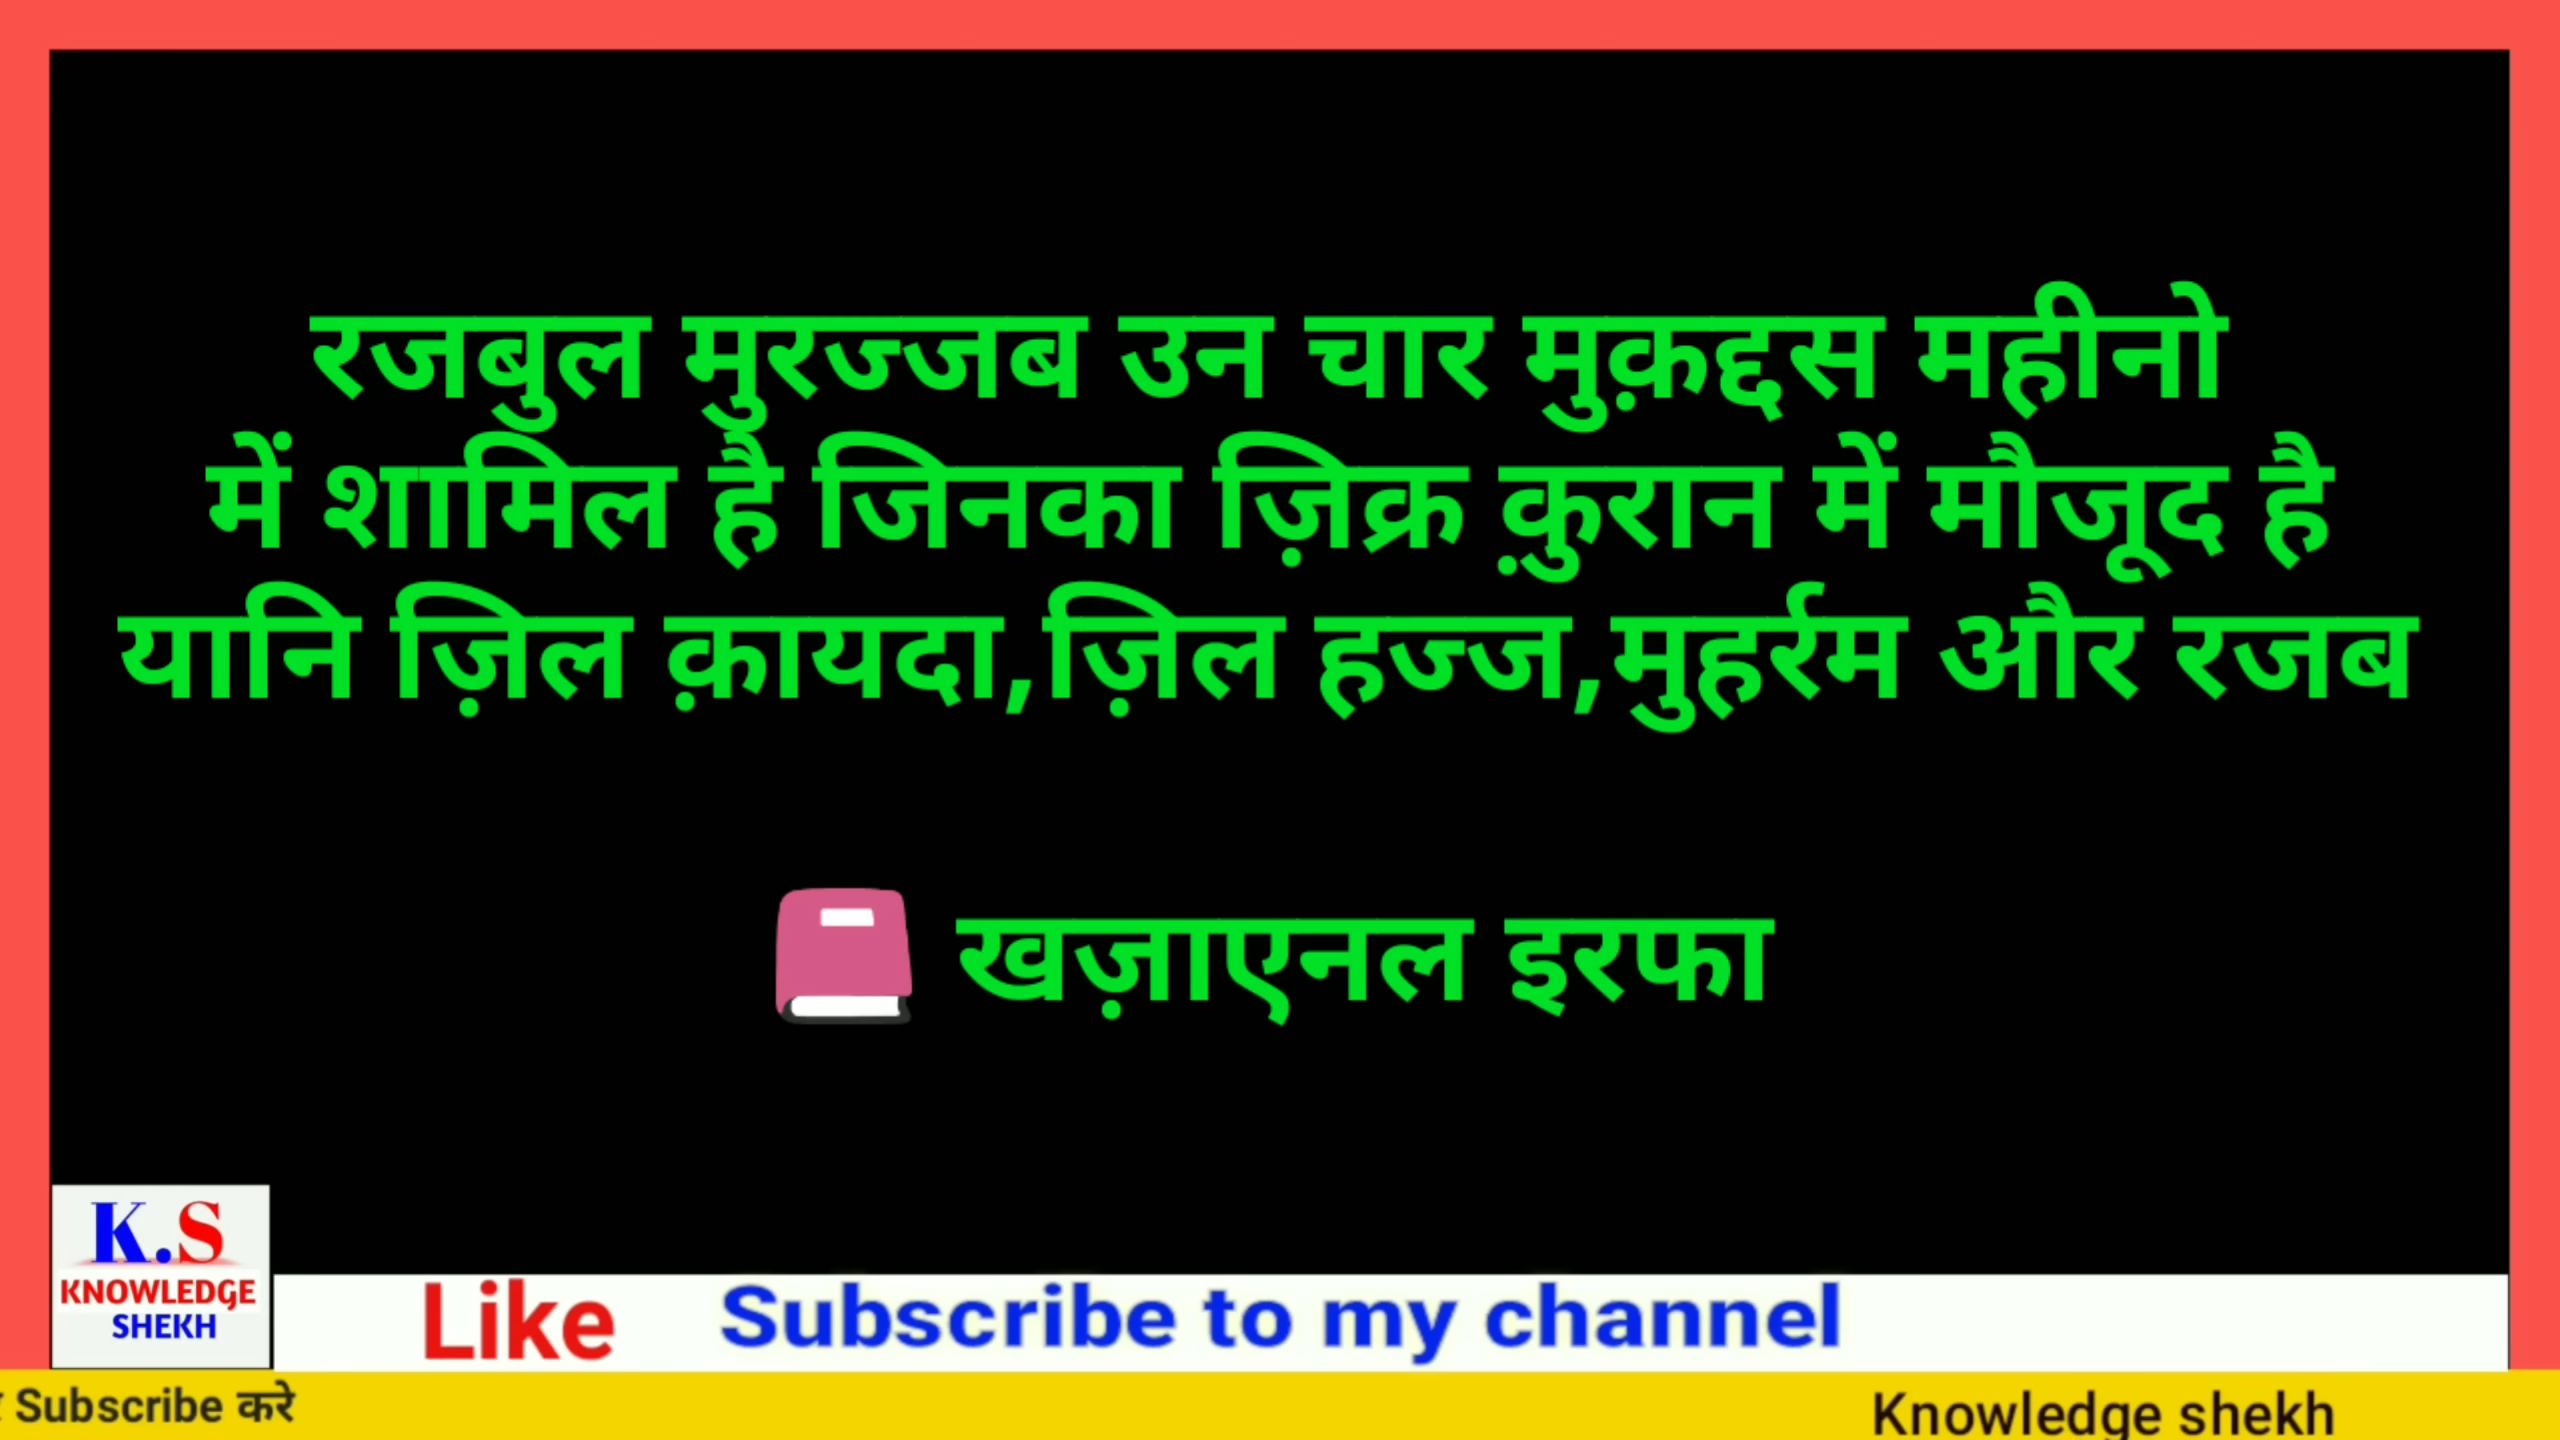 रजबुल मुरज्जब उन चार मुक़द्दस महीनो
में शामिल है जिनका ज़िक्र क़ुरान में मौजूद है
यानि ज़िल क़ायदा,ज़िल हज्ज,मुहर्रम और रजब
📕 खज़ाएनल इरफा
K.S
KNOWLEDGE
SHEKH
Like Subscribe to my channel
Subscribe करे
Knowledge shekh